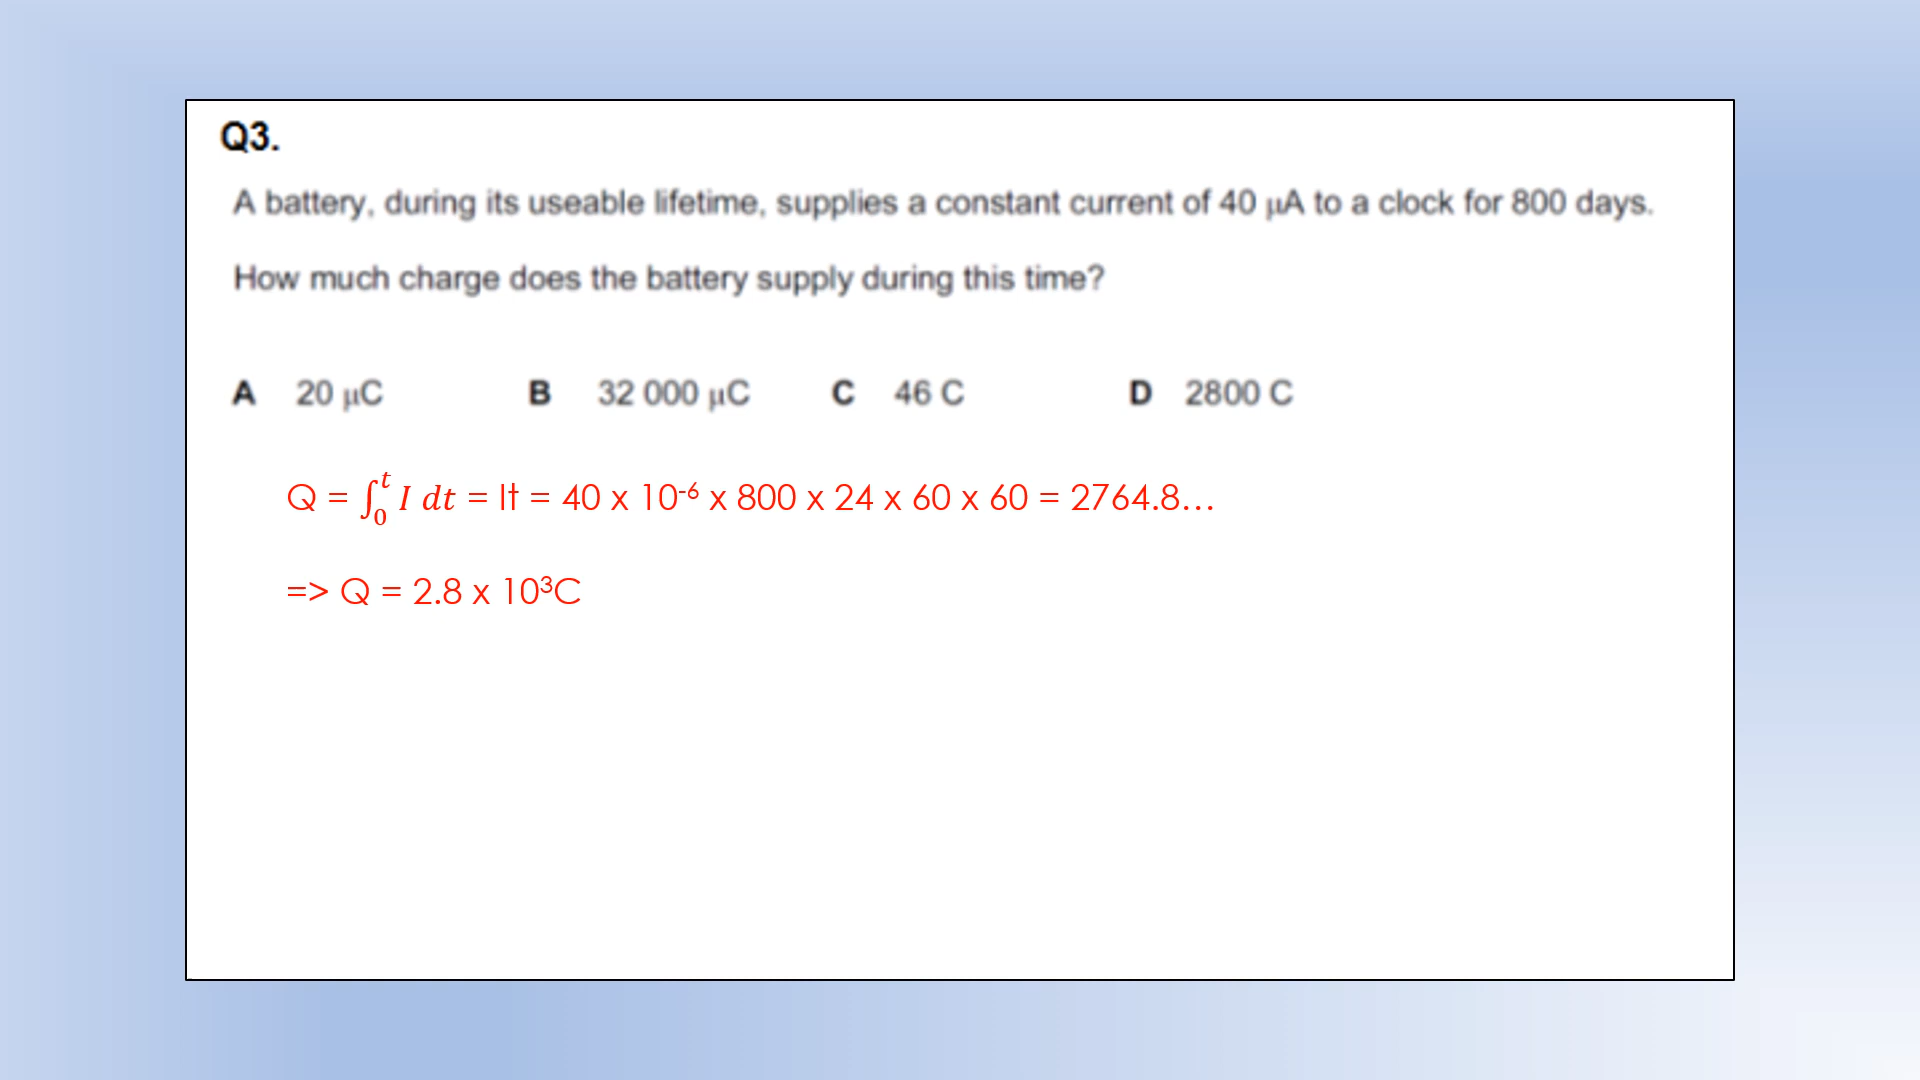 Q3.
A battery, during its useable lifetime, supplies a constant current of 40 μA to a clock for 800 days.
How much charge does the battery supply during this time?
A 20 μC B 32 000 μC C 46 C D 2800 C
Q = ∫₀ᵗ I dt = It = 40 x 10⁻⁶ x 800 x 24 x 60 x 60 = 2764.8…
=> Q = 2.8 x 10³C